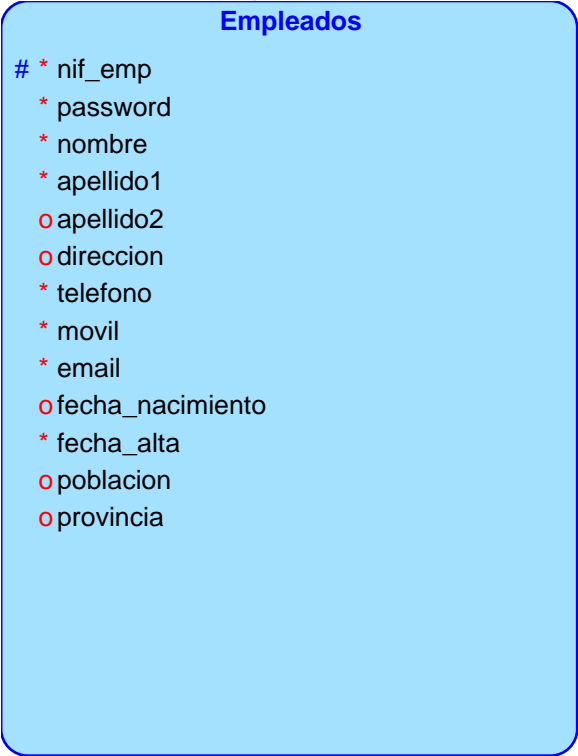 Empleados
# * nif_emp
* password
* nombre
* apellido1
o apellido2
o direccion
* telefono
* movil
* email
o fecha_nacimiento
* fecha_alta
o poblacion
o provincia